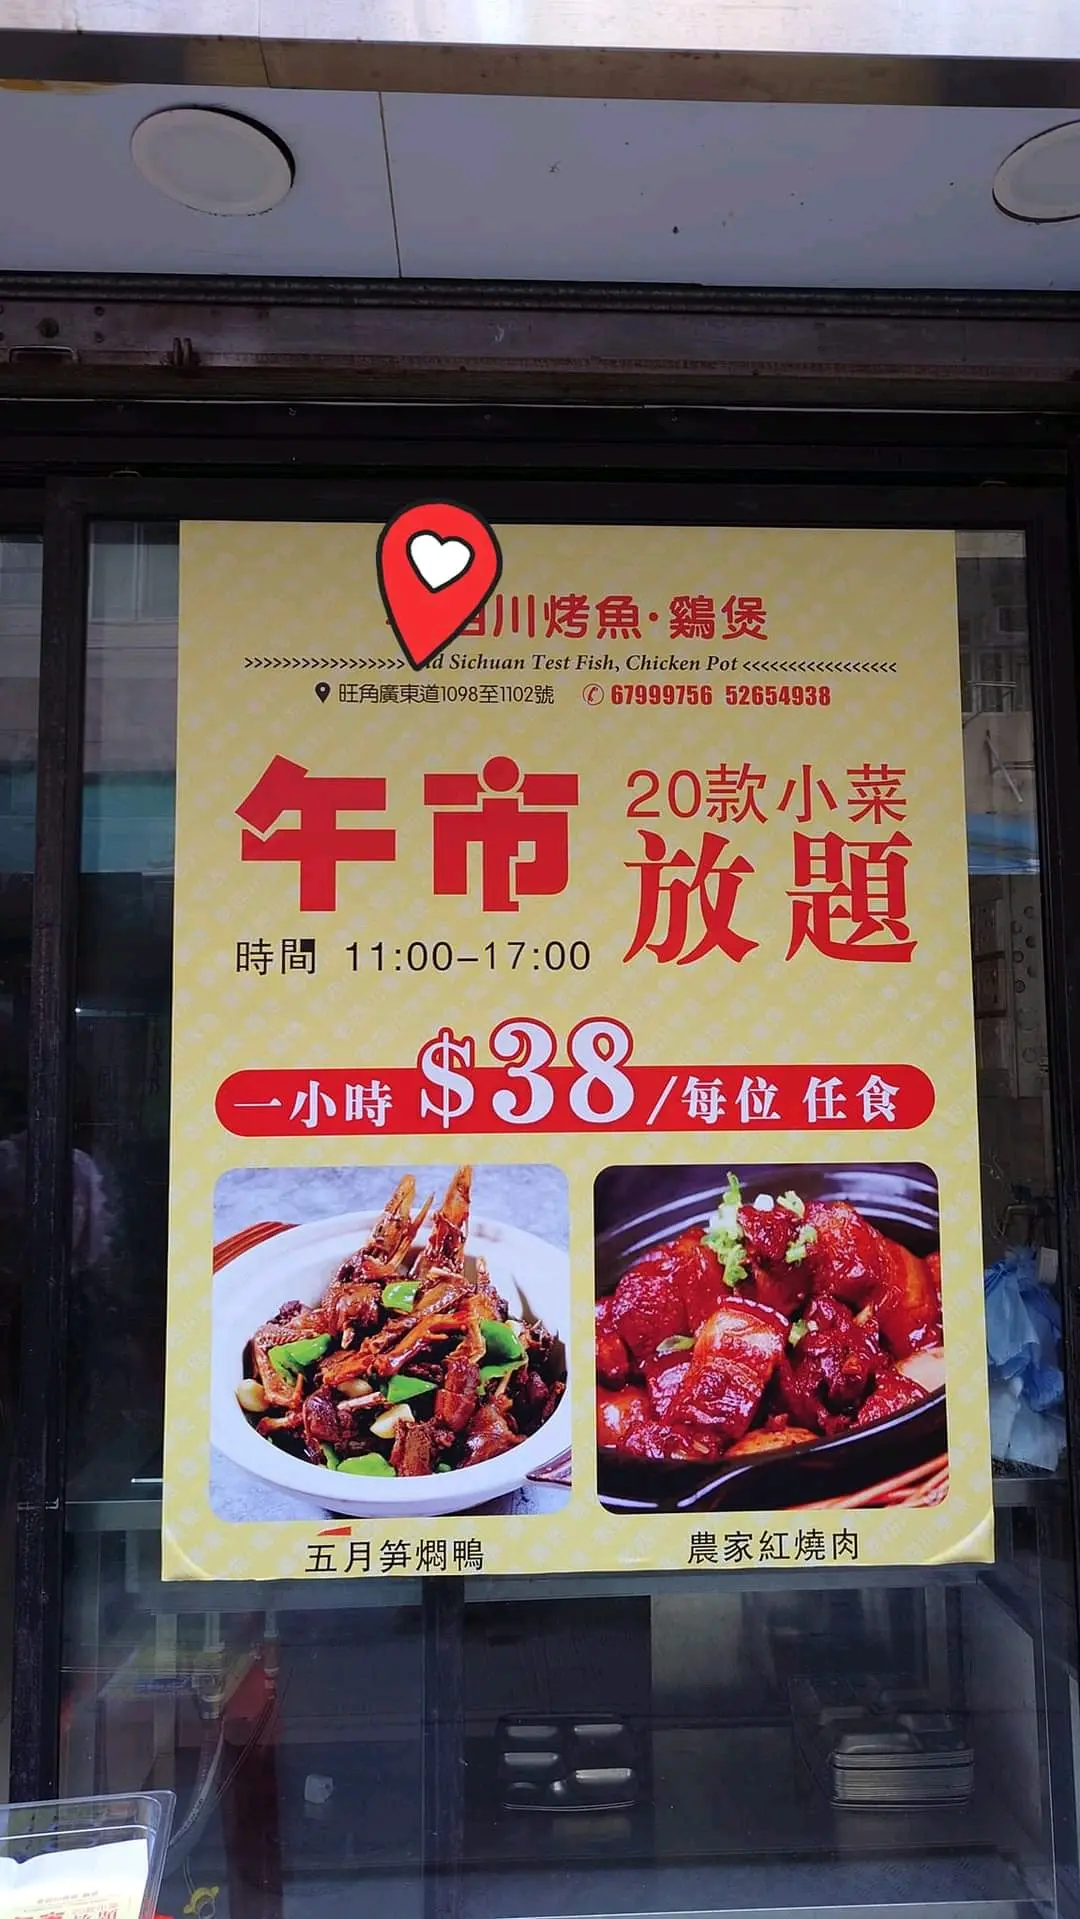 川烤魚·鷄煲
Sichuan Test Fish, Chicken Pot
旺角廣東道1098至1102號 67999756 52654938
午市
20款小菜
放題
時間 11:00-17:00
一小時 $38/每位 任食
五月笋燜鴨
農家紅燒肉